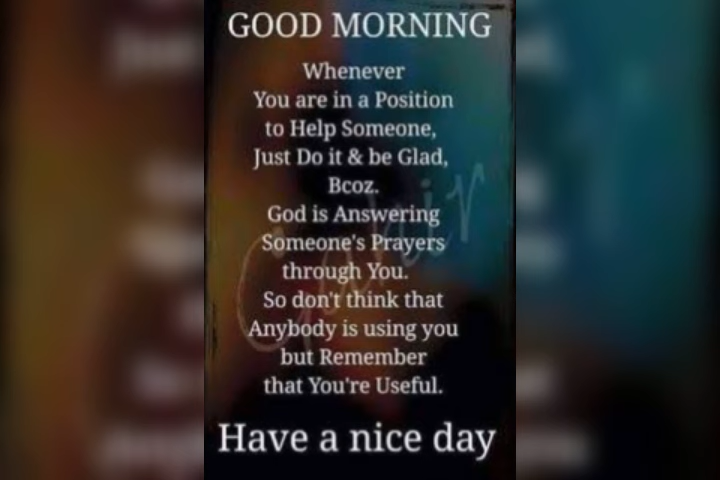 GOOD MORNING
Whenever
You are in a Position
to Help Someone,
Just Do it & be Glad,
Bcoz.
God is Answering
Someone's Prayers
through You.
So don't think that
Anybody is using you
but Remember
that You're Useful.
Have a nice day